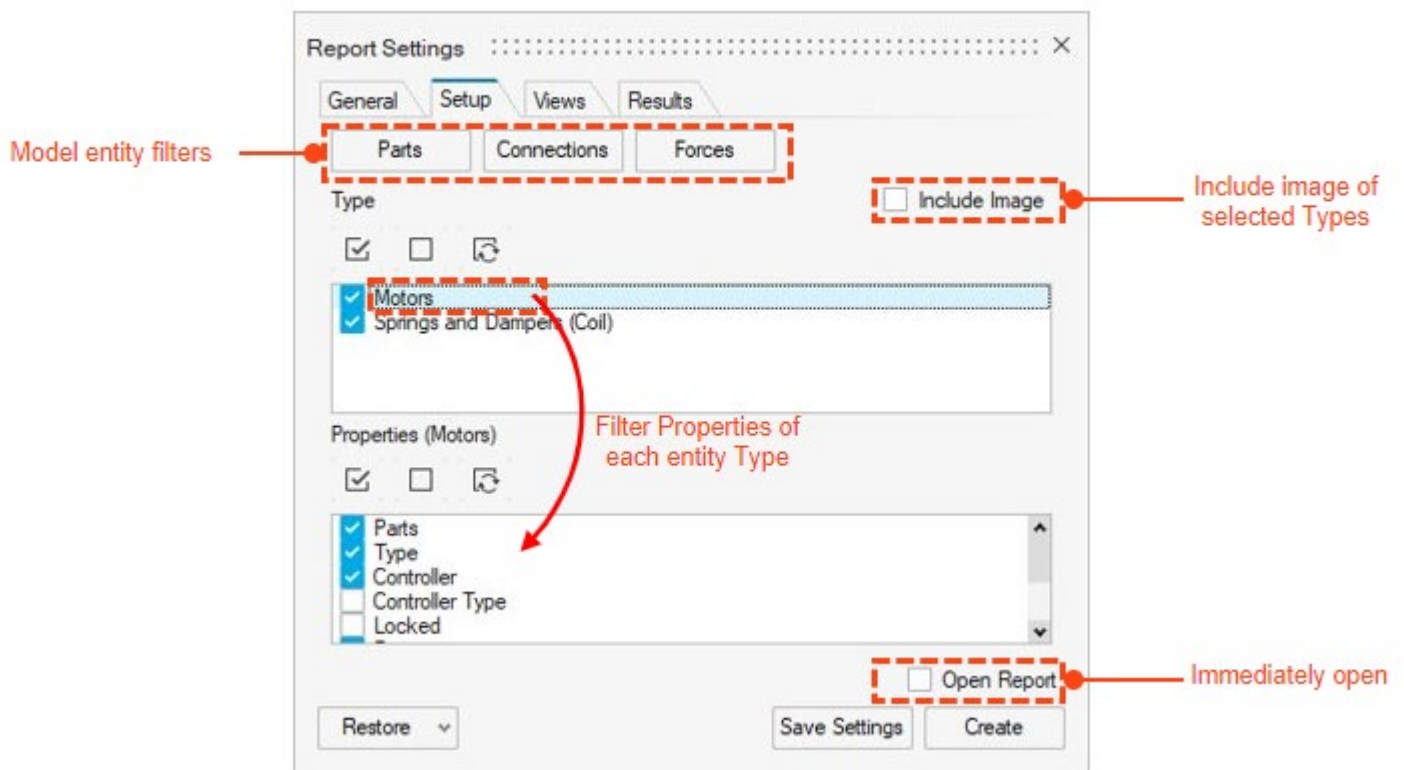 Report Settings
General Setup Views Results
Model entity filters
Parts Connections Forces
Type
Include Image
Include image of
selected Types
Motors
Springs and Dampers (Coil)
Properties (Motors)
Filter Properties of
each entity Type
Parts
Type
Controller
Controller Type
Locked
Open Report
Immediately open
Restore
Save Settings Create